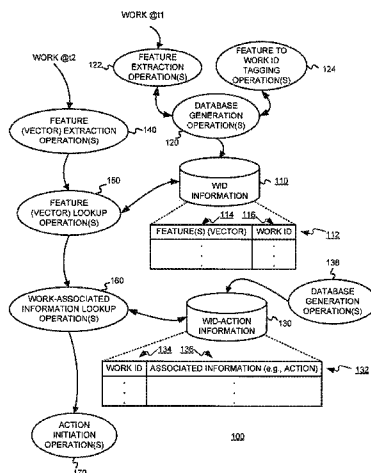 WORK @t1
WORK @t2
122
FEATURE
EXTRACTION
OPERATION(S)
FEATURE TO
WORK ID
TAGGING
OPERATION(S)
124
FEATURE
(VECTOR) EXTRACTION
OPERATION(S)
140
DATABASE
GENERATION
OPERATION(S)
120
150
FEATURE
(VECTOR) LOOKUP
OPERATION(S)
WID
INFORMATION
110
114
116
FEATURE(S) (VECTOR)
WORK ID
112
160
WORK-ASSOCIATED
INFORMATION LOOKUP
OPERATION(S)
WID-ACTION
INFORMATION
130
DATABASE
GENERATION
OPERATION(S)
134
WORK ID
ASSOCIATED INFORMATION (e.g., ACTION)
132
ACTION
INITIATION
OPERATION(S)
170
100